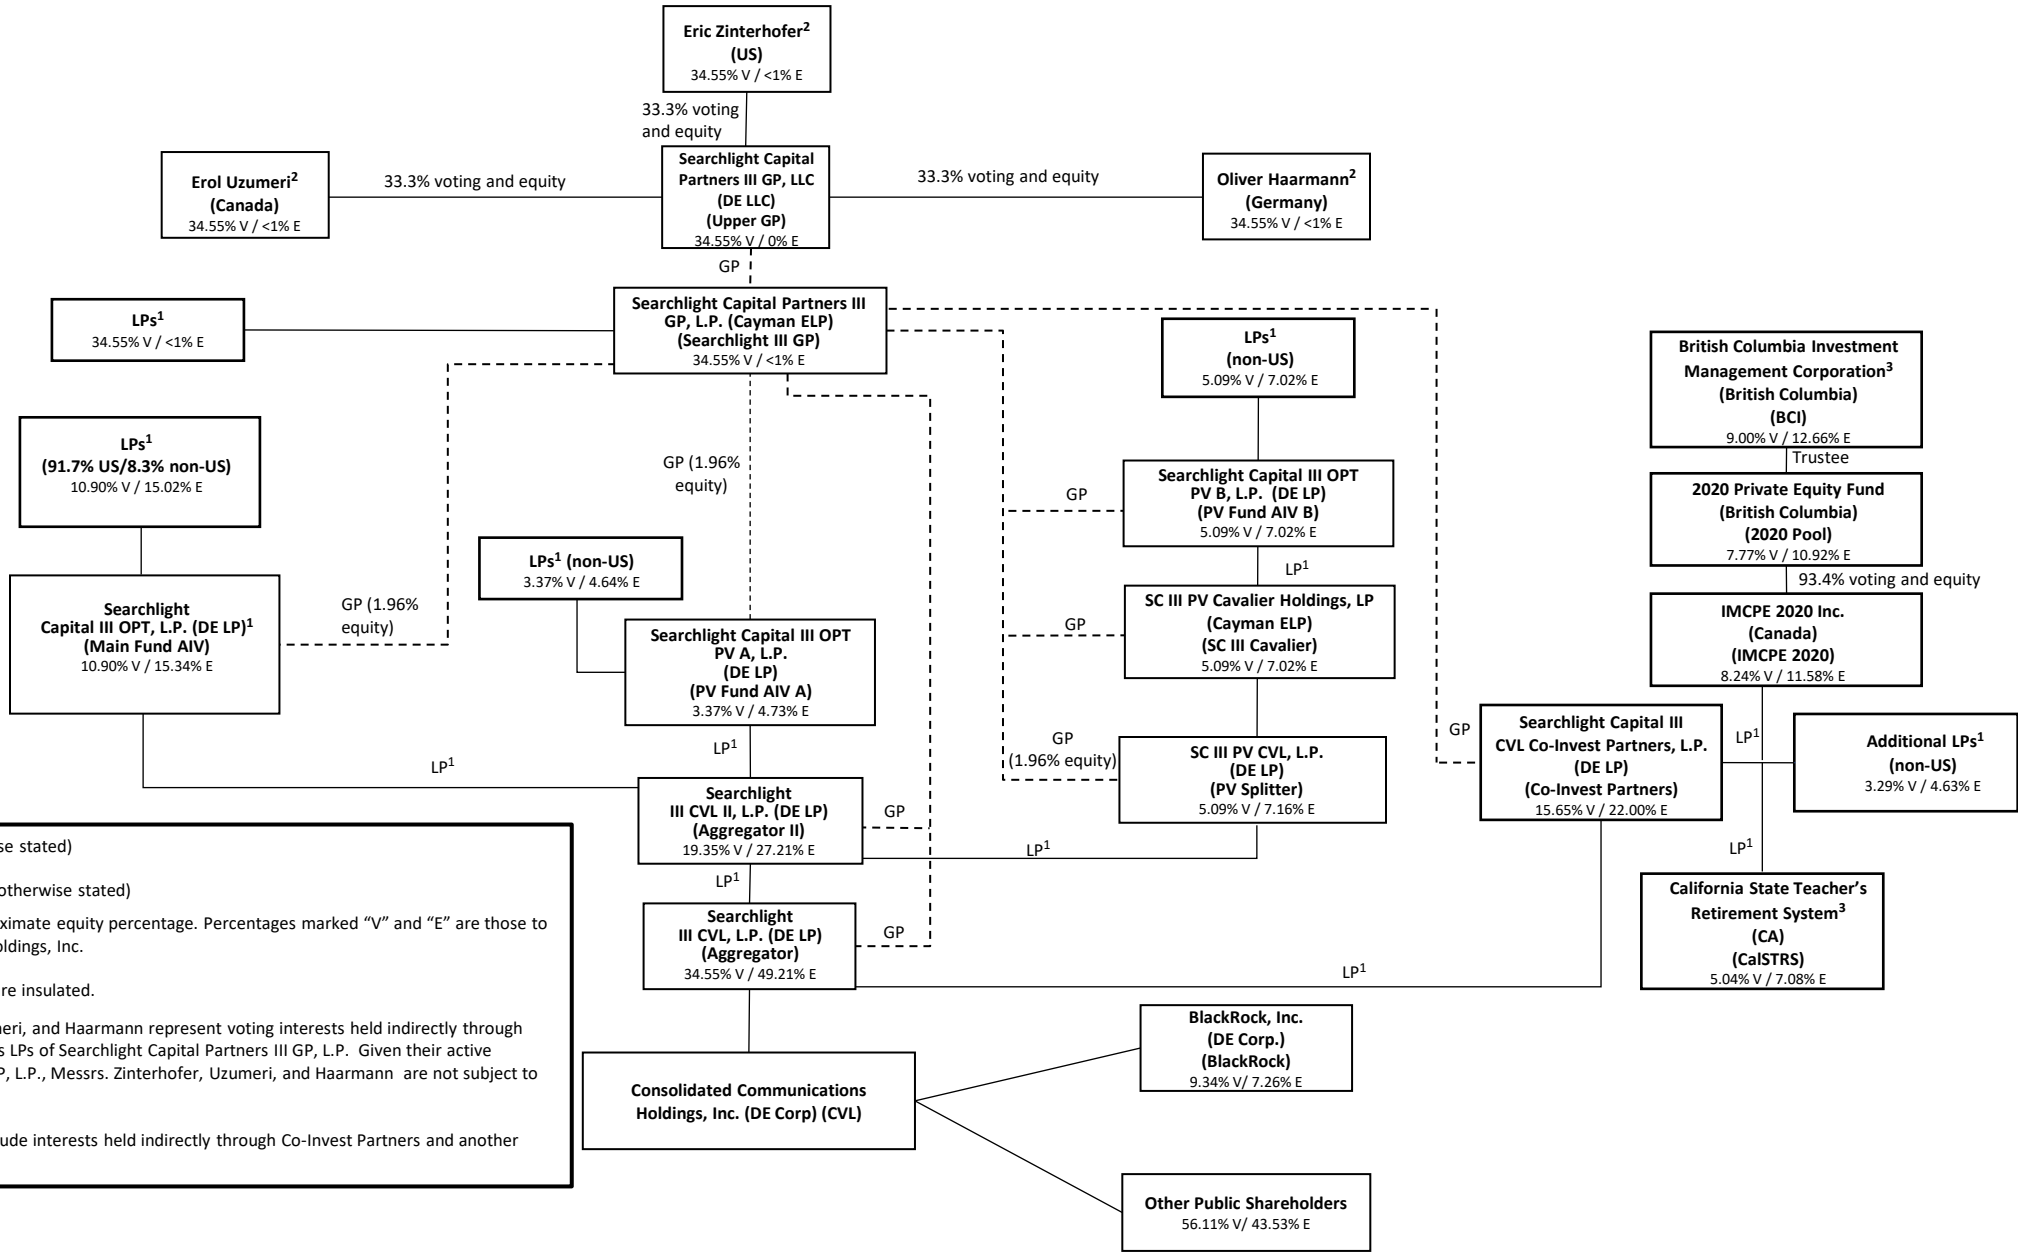 Eric Zinterhofer²
(US)
34.55% V / <1% E
33.3% voting
and equity
Erol Uzumeri²
(Canada)
34.55% V / <1% E
33.3% voting and equity
Searchlight Capital
Partners III GP, LLC
(DE LLC)
(Upper GP)
34.55% V / 0% E
33.3% voting and equity
Oliver Haarmann²
(Germany)
34.55% V / <1% E
GP
LPs¹
34.55% V / <1% E
Searchlight Capital Partners III
GP, L.P. (Cayman ELP)
(Searchlight III GP)
34.55% V / <1% E
LPs¹
(non-US)
5.09% V / 7.02% E
British Columbia Investment
Management Corporation³
(British Columbia)
(BCI)
9.00% V / 12.66% E
Trustee
LPs¹
(91.7% US/8.3% non-US)
10.90% V / 15.02% E
GP (1.96%
equity)
GP
Searchlight Capital III OPT
PV B, L.P. (DE LP)
(PV Fund AIV B)
5.09% V / 7.02% E
2020 Private Equity Fund
(British Columbia)
(2020 Pool)
7.77% V / 10.92% E
93.4% voting and equity
LPs¹ (non-US)
3.37% V / 4.64% E
LP¹
Searchlight
Capital III OPT, L.P. (DE LP)¹
(Main Fund AIV)
10.90% V / 15.34% E
GP (1.96%
equity)
Searchlight Capital III OPT
PV A, L.P.
(DE LP)
(PV Fund AIV A)
3.37% V / 4.73% E
GP
SC III PV Cavalier Holdings, LP
(Cayman ELP)
(SC III Cavalier)
5.09% V / 7.02% E
IMCPE 2020 Inc.
(Canada)
(IMCPE 2020)
8.24% V / 11.58% E
LP¹
LP¹
GP
(1.96% equity)
SC III PV CVL, L.P.
(DE LP)
(PV Splitter)
5.09% V / 7.16% E
GP
Searchlight Capital III
CVL Co-Invest Partners, L.P.
(DE LP)
(Co-Invest Partners)
15.65% V / 22.00% E
LP¹
Additional LPs¹
(non-US)
3.29% V / 4.63% E
Searchlight
III CVL II, L.P. (DE LP)
(Aggregator II)
19.35% V / 27.21% E
GP
LP¹
LP¹
LP¹
California State Teacher's
Retirement System³
(CA)
(CalSTRS)
5.04% V / 7.08% E
Searchlight
III CVL, L.P. (DE LP)
(Aggregator)
34.55% V / 49.21% E
GP
LP¹
se stated)
otherwise stated)
ximate equity percentage. Percentages marked “V” and “E” are those to
oldings, Inc.
re insulated.
neri, and Haarmann represent voting interests held indirectly through
s LPs of Searchlight Capital Partners III GP, L.P. Given their active
P, L.P., Messrs. Zinterhofer, Uzumeri, and Haarmann are not subject to
ude interests held indirectly through Co-Invest Partners and another
Consolidated Communications
Holdings, Inc. (DE Corp) (CVL)
BlackRock, Inc.
(DE Corp.)
(BlackRock)
9.34% V/ 7.26% E
Other Public Shareholders
56.11% V/ 43.53% E